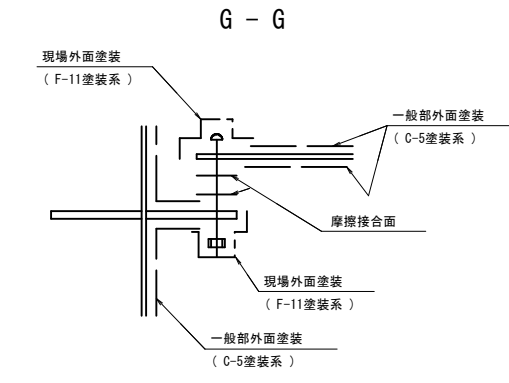 G - G
現場外面塗装
( F-11塗装系 )
一般部外面塗装
( C-5塗装系 )
摩擦接合面
現場外面塗装
( F-11塗装系 )
一般部外面塗装
( C-5塗装系 )